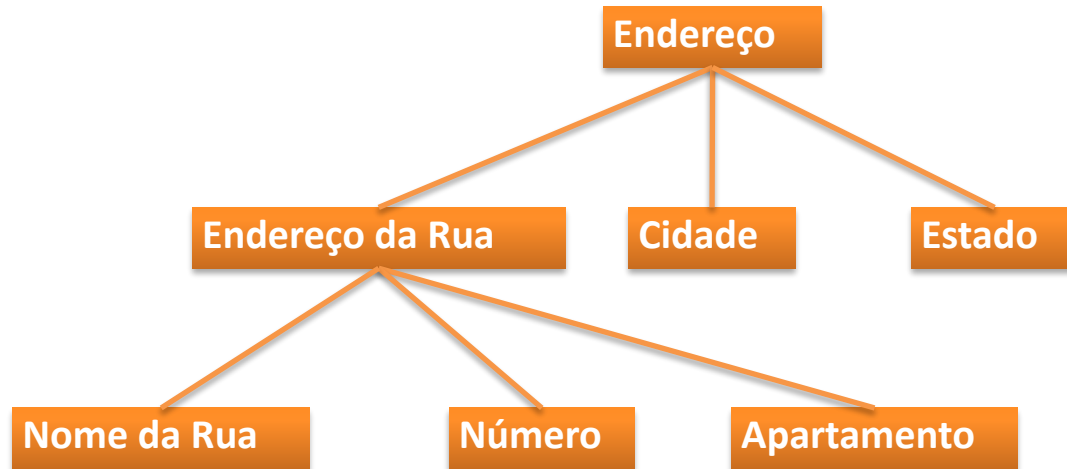 Endereço
Endereço da Rua
Cidade
Estado
Nome da Rua
Número
Apartamento